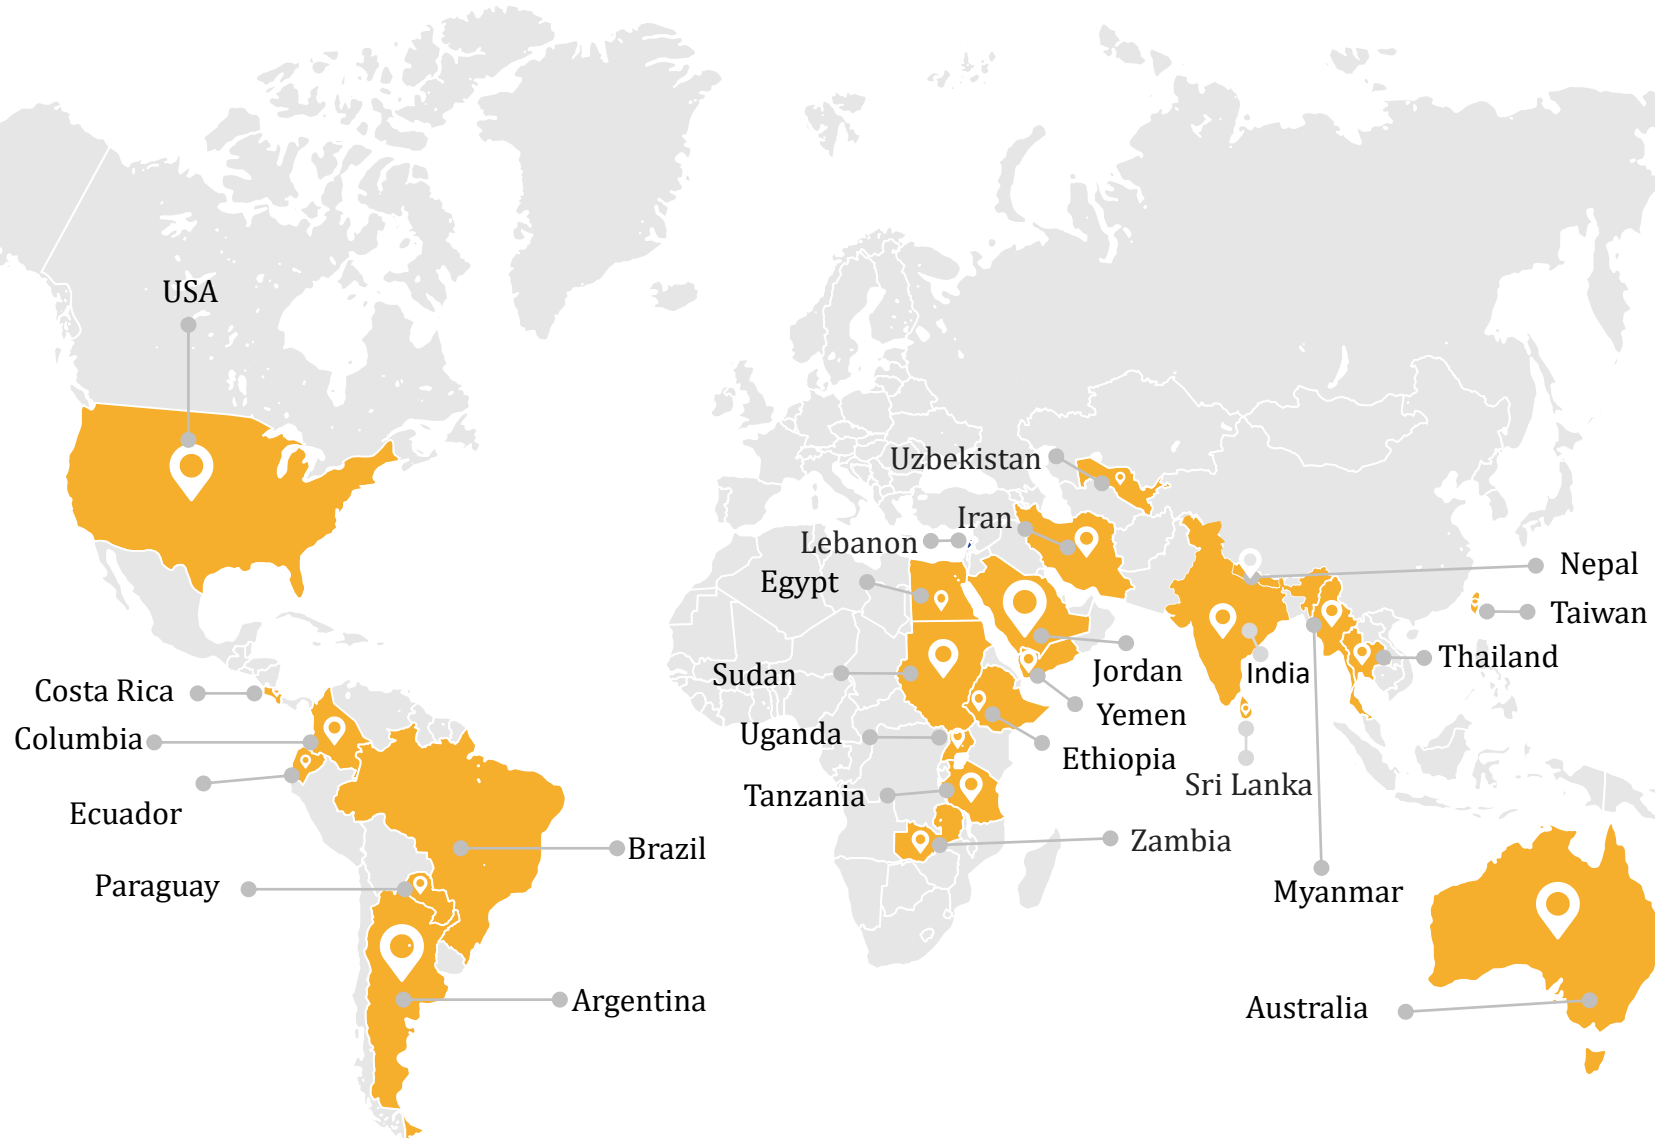 USA
Uzbekistan
Iran
Lebanon
Egypt
Nepal
Taiwan
Thailand
Sudan
Jordan
India
Costa Rica
Yemen
Columbia
Uganda
Ethiopia
Sri Lanka
Tanzania
Ecuador
Zambia
Brazil
Paraguay
Myanmar
Argentina
Australia